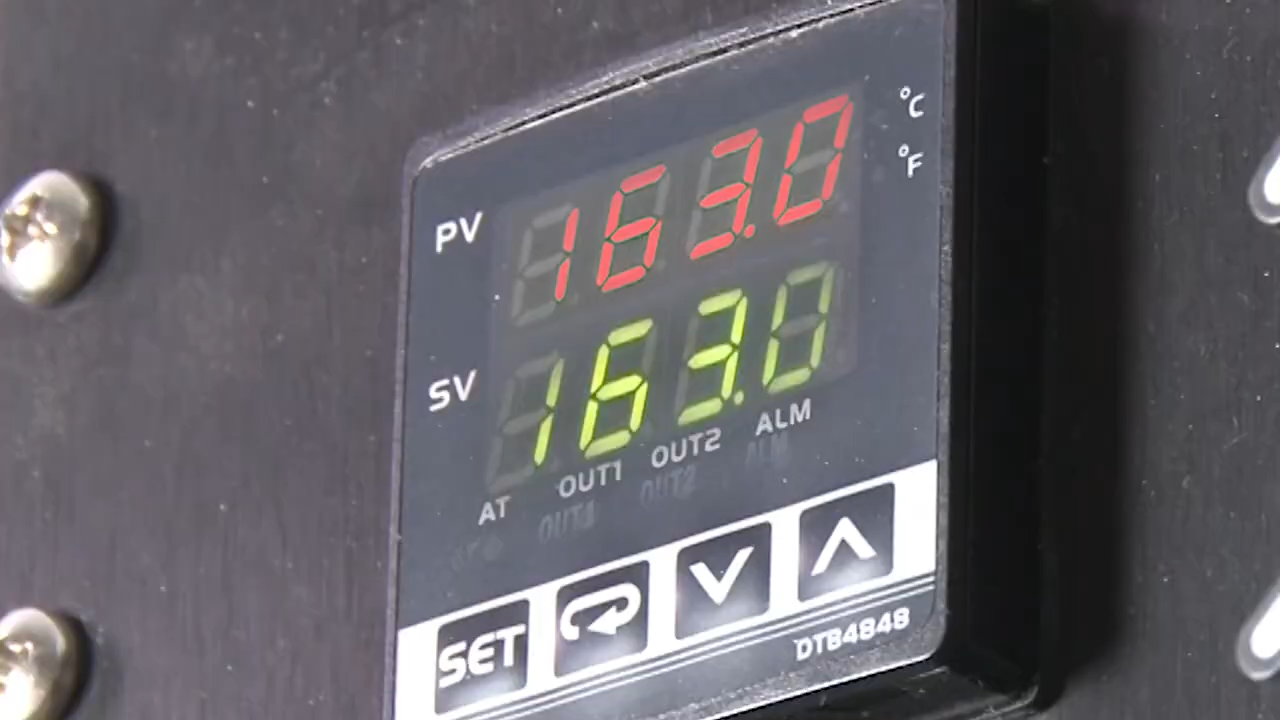 °C
PV 163.0
°F
SV 163.0
AT OUT1 OUT2 ALM
SET
DTB4848